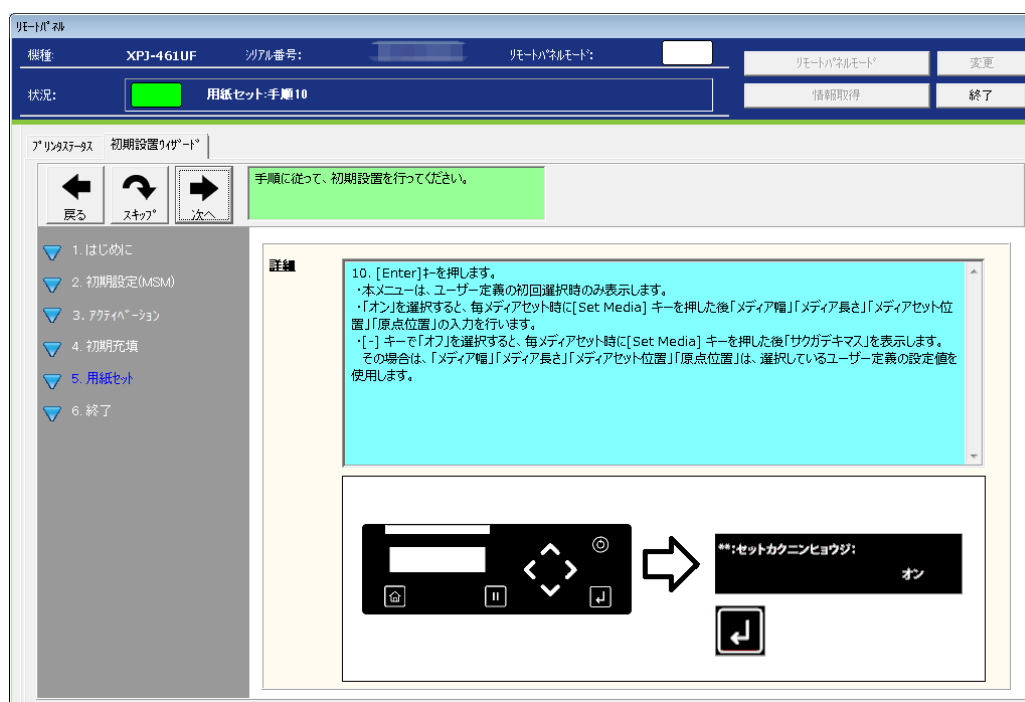 リモートパネル
機種: XPJ-461UF シリアル番号: リモートパネルモード:
リモートパネルモード 変更
状況: 用紙セット:手順10
情報取得 終了
プリンタステータス 初期設置ウィザード
戻る スキップ 次へ
手順に従って、初期設置を行ってください。
1. はじめに
2. 初期設定(MSM)
3. アクティベーション
4. 初期充填
5. 用紙セット
6. 終了
詳細
10. [Enter]キーを押します。
・本メニューは、ユーザー定義の初回選択時のみ表示します。
・「オン」を選択すると、毎メディアセット時に[Set Media] キーを押した後「メディア幅」「メディア長さ」「メディアセット位
置」「原点位置」の入力を行います。
・[-] キーで「オフ」を選択すると、毎メディアセット時に[Set Media] キーを押した後「サクガデキマス」を表示します。
その場合は、「メディア幅」「メディア長さ」「メディアセット位置」「原点位置」は、選択しているユーザー定義の設定値を
使用します。
**:セットカクニンヒョウジ:
オン